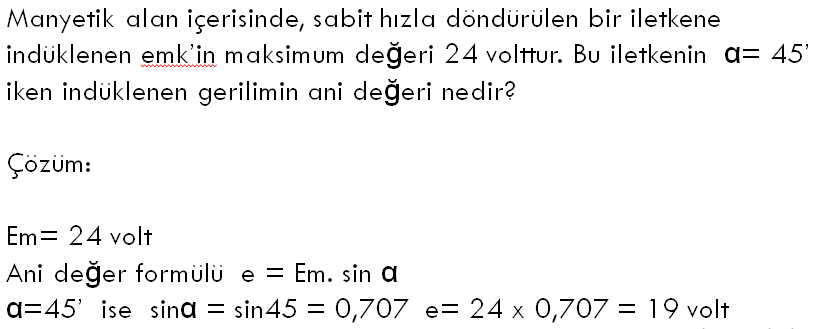 Manyetik alan içerisinde, sabit hızla döndürülen bir iletkene
indüklenen emk'in maksimum değeri 24 volttur. Bu iletkenin α= 45'
iken indüklenen gerilimin ani değeri nedir?
Çözüm:
Em= 24 volt
Ani değer formülü e = Em. sin α
α=45' ise sinα = sin45 = 0,707 e= 24 x 0,707 = 19 volt